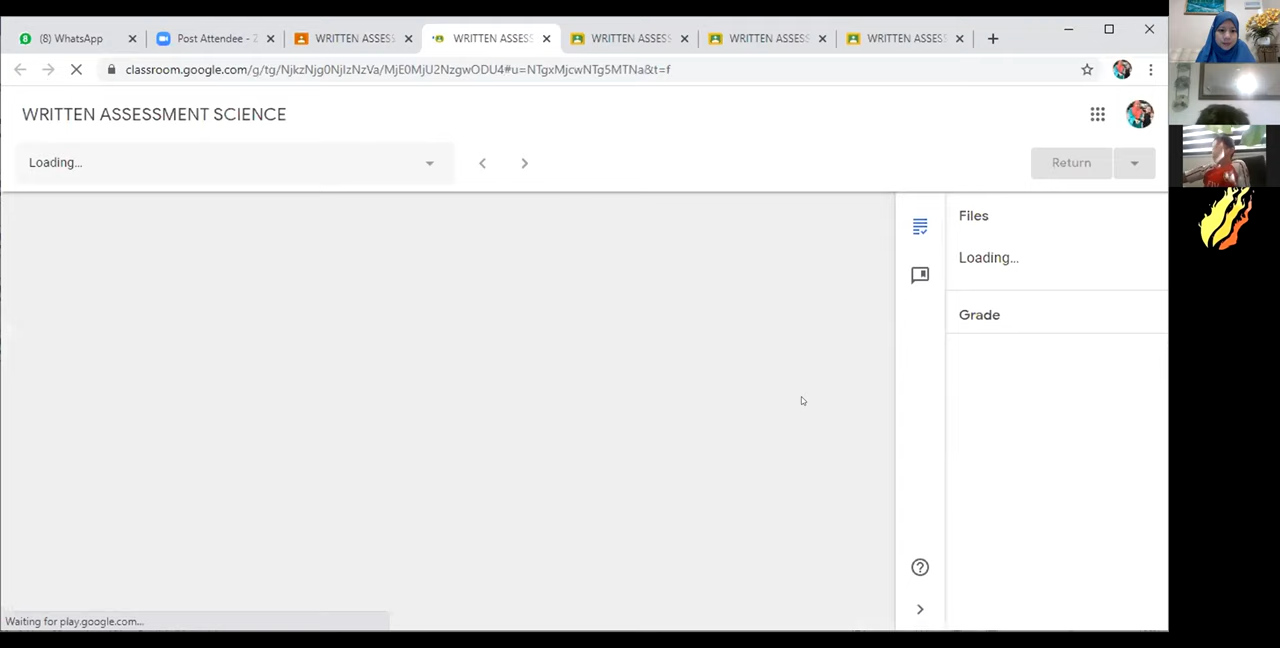 (8) WhatsApp
Post Attendee - Z
WRITTEN ASSESS
WRITTEN ASSESS
WRITTEN ASSESS
WRITTEN ASSESS
WRITTEN ASSESS
classroom.google.com/g/tg/NjkzNjg0NjIzNzVa/MjE0MjU2NzgwODU4#u=NTgxMjcwNTg5MTNa&t=f
WRITTEN ASSESSMENT SCIENCE
Loading...
Return
Files
Loading...
Grade
Waiting for play.google.com...